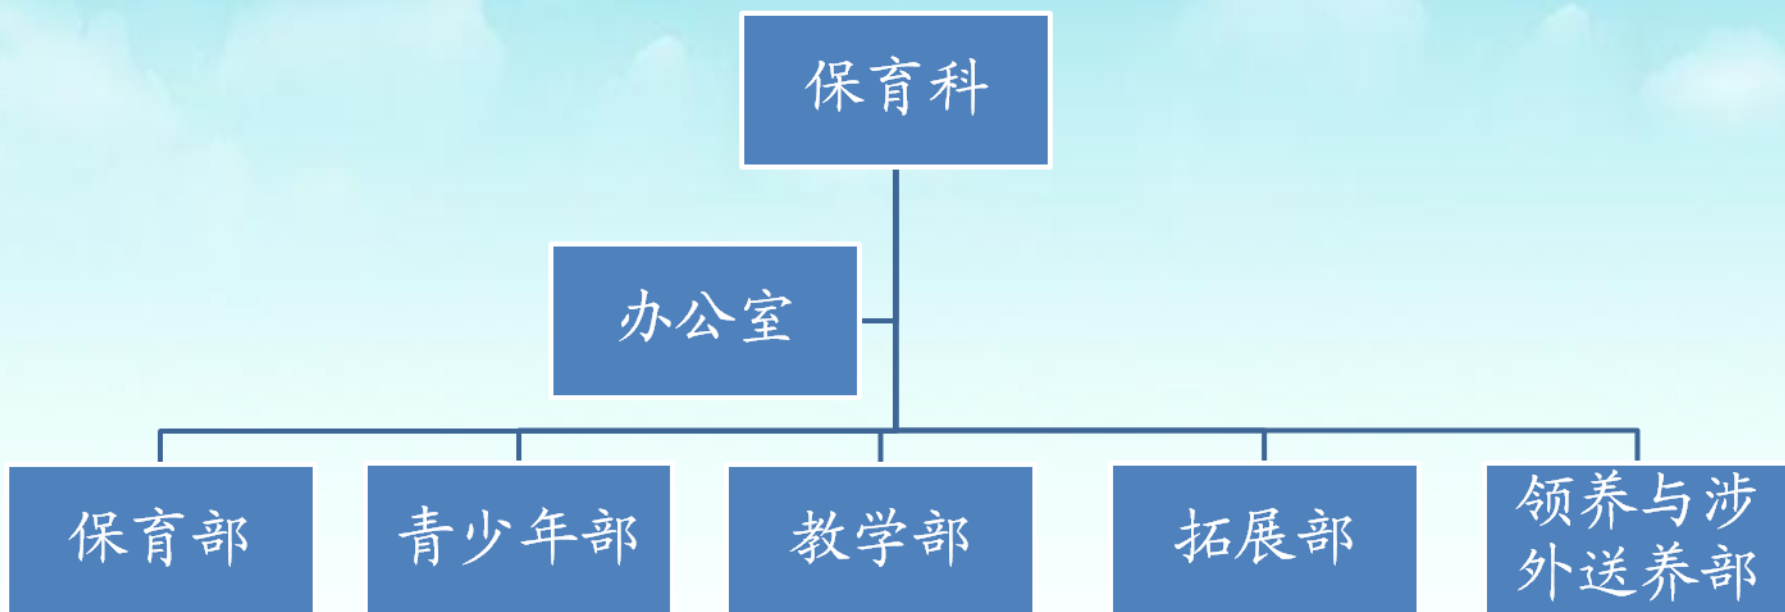 保育科
办公室
保育部
青少年部
教学部
拓展部
领养与涉
外送养部